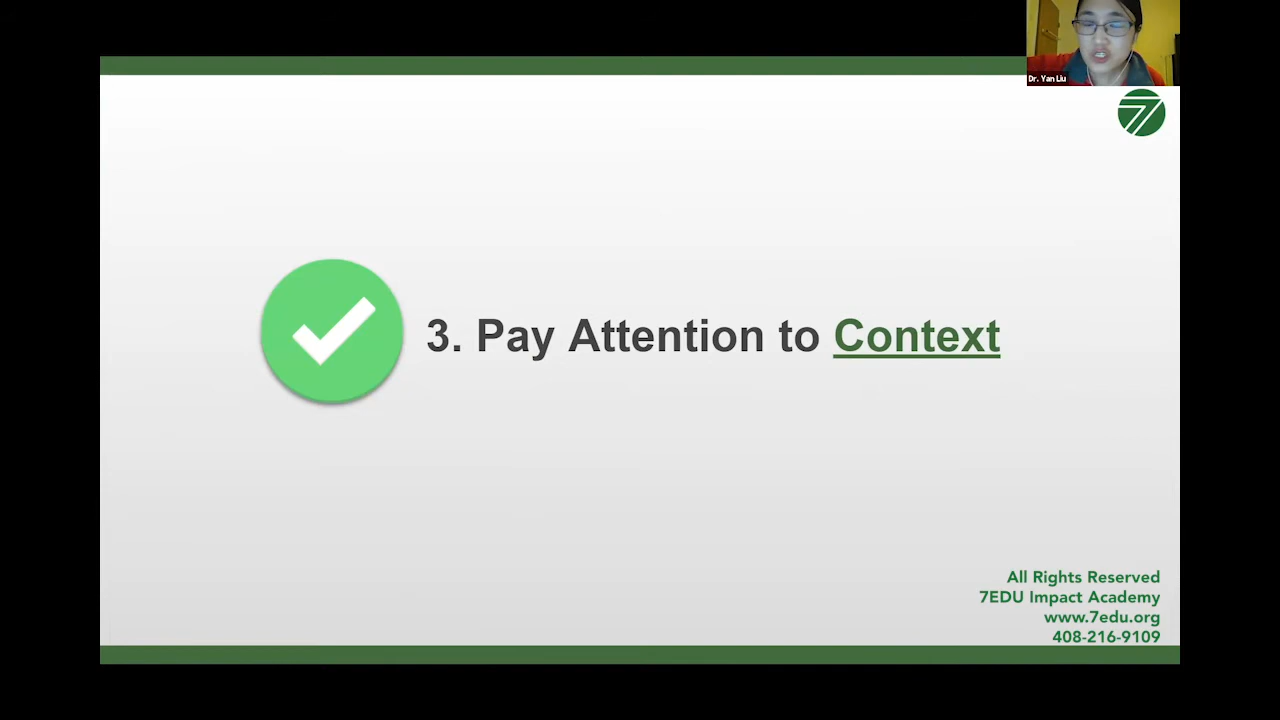 Dr. Yan Liu
3. Pay Attention to Context
All Rights Reserved
7EDU Impact Academy
www.7edu.org
408-216-9109